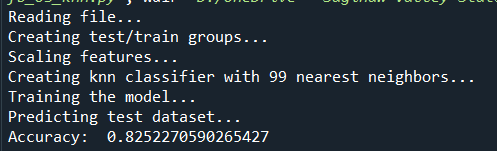 Reading file...
Creating test/train groups...
Scaling features...
Creating knn classifier with 99 nearest neighbors...
Training the model...
Predicting test dataset...
Accuracy:  0.8252270590265427